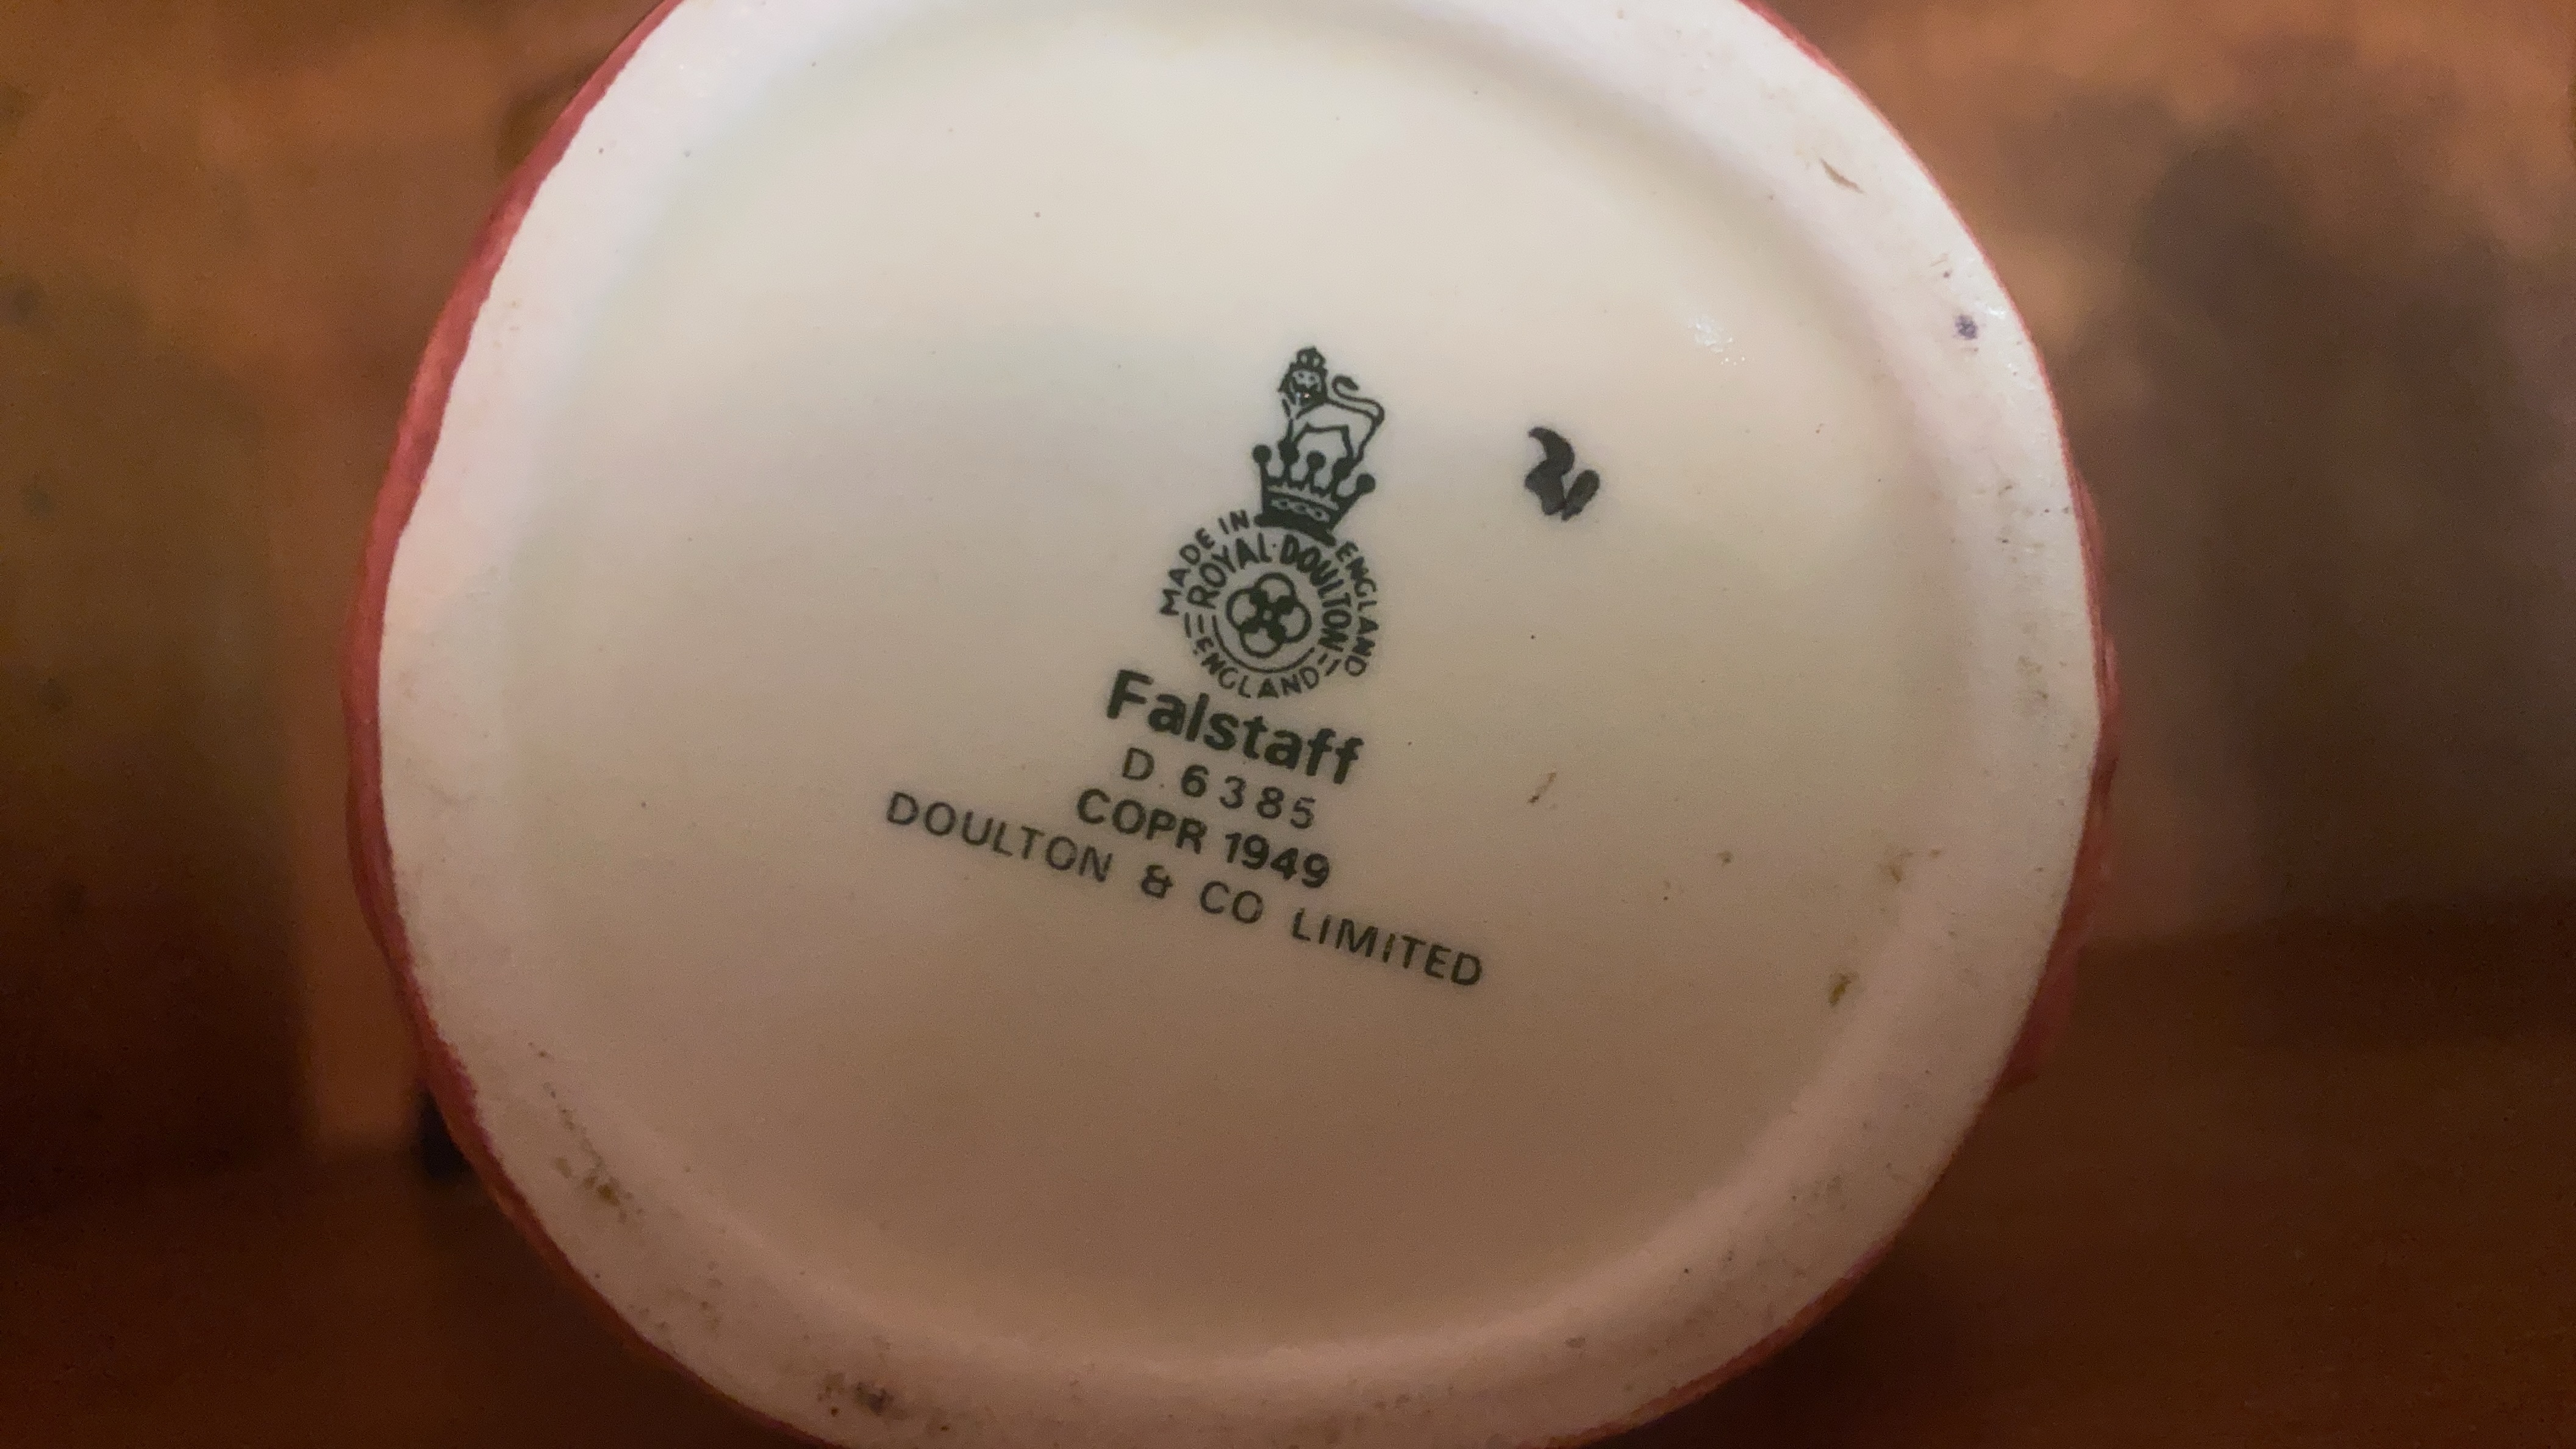 MADE IN ENGLAND
ROYAL·DOULTON
ENGLAND
Falstaff
D. 6385
COPR 1949
DOULTON & CO LIMITED